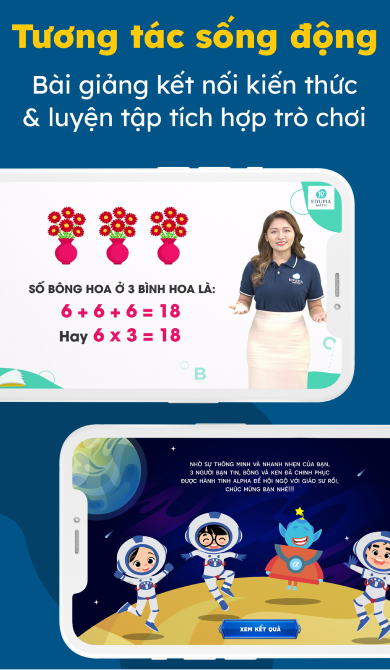 Tương tác sống động
Bài giảng kết nối kiến thức
& luyện tập tích hợp trò chơi
EDUPIA
SỐ BÔNG HOA Ở 3 BÌNH HOA LÀ:
6 + 6 + 6 = 18
Hay 6 x 3 = 18
B
NHỜ SỰ THÔNG MINH VÀ NHANH NHẸN CỦA BẠN,
3 NGƯỜI BẠN TIN, BÔNG VÀ KEN ĐÃ CHINH PHỤC
ĐƯỢC HÀNH TINH ALPHA ĐỂ HỘI NGỘ VỚI GIÁO SƯ RỒI,
CHÚC MỪNG BẠN NHÉ!!!
XEM KẾT QUẢ